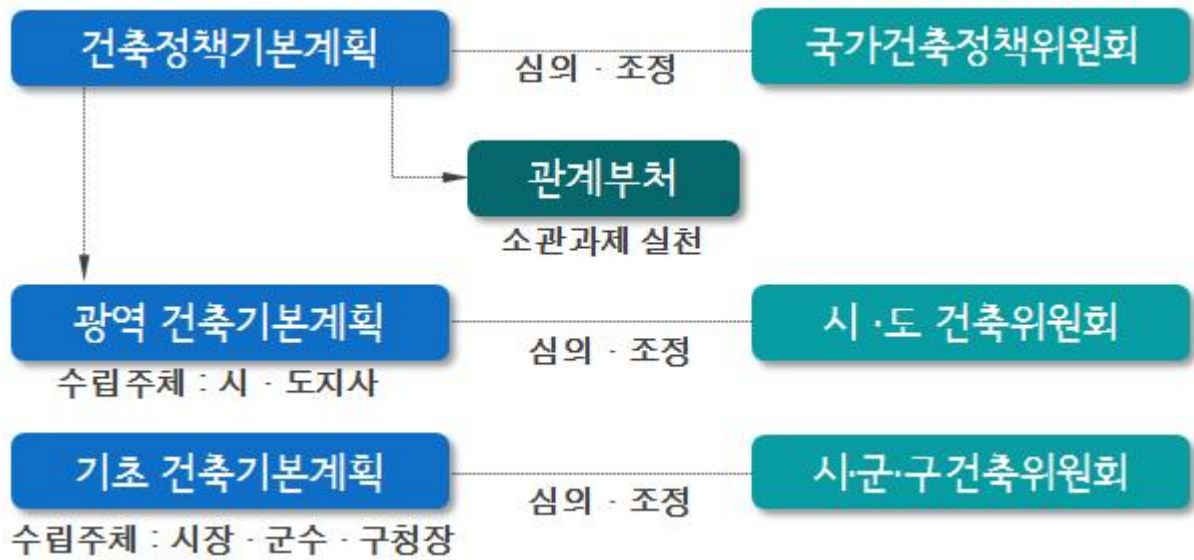 건축정책기본계획
심의 · 조정
국가건축정책위원회
관계부처
소관과제 실천
광역 건축기본계획
심의 · 조정
시 ·도 건축위원회
수립주체 : 시 · 도지사
기초 건축기본계획
심의 · 조정
시·군·구건축위원회
수립주체 : 시장 · 군수 · 구청장